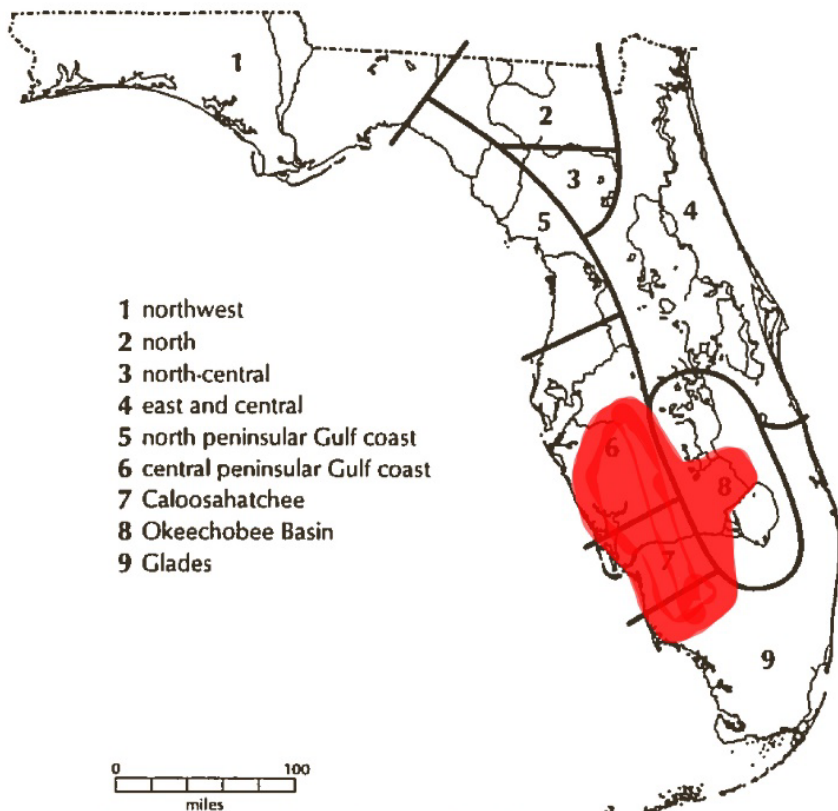 1
2
3
4
5
6
8
7
9
1 northwest
2 north
3 north-central
4 east and central
5 north peninsular Gulf coast
6 central peninsular Gulf coast
7 Caloosahatchee
8 Okeechobee Basin
9 Glades
0 100
miles